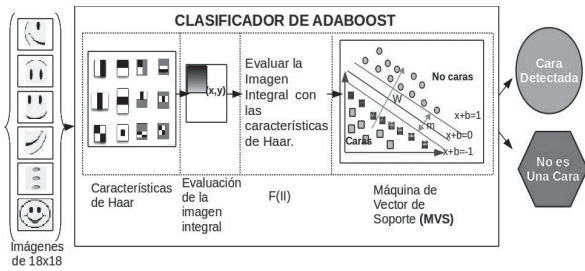 CLASIFICADOR DE ADABOOST
Imágenes
de 18x18
Características
de Haar
(x,y)
Evaluación
de la
imagen
integral
Evaluar la
Imagen
Integral con
las
características
de Haar.
F(II)
No caras
W
m
Caras
x+b=1
x+b=0
x+b=-1
Máquina de
Vector de
Soporte (MVS)
Cara
Detectada
No es
Una Cara